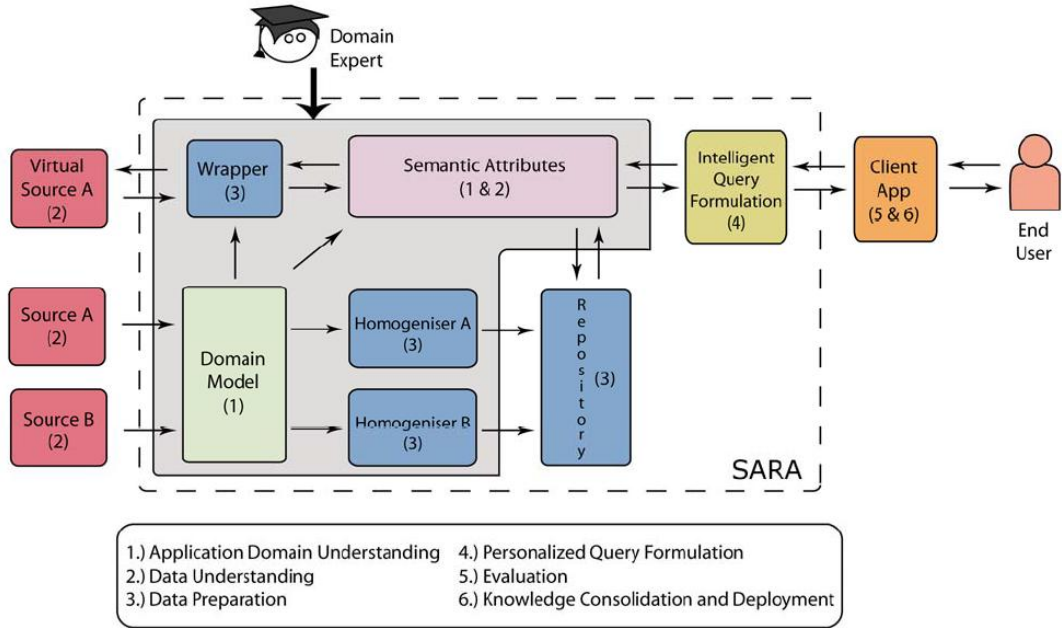 Domain
Expert
Virtual
Source A
(2)
Wrapper
(3)
Semantic Attributes
(1 & 2)
Intelligent
Query
Formulation
(4)
Client
App
(5 & 6)
End
User
Source A
(2)
Source B
(2)
Domain
Model
(1)
Homogeniser A
(3)
Homogeniser B
(3)
Repository
(3)
SARA
1.) Application Domain Understanding
2.) Data Understanding
3.) Data Preparation
4.) Personalized Query Formulation
5.) Evaluation
6.) Knowledge Consolidation and Deployment